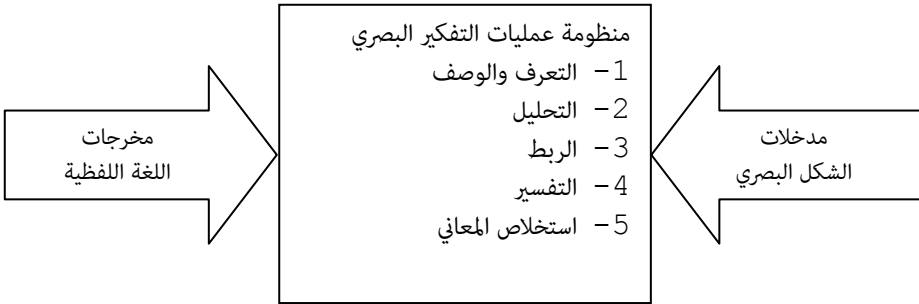 منظومة عمليات التفكير البصري
1- التعرف والوصف
2- التحليل
3- الربط
4- التفسير
5- استخلاص المعاني
مدخلات
الشكل البصري
مخرجات
اللغة اللفظية